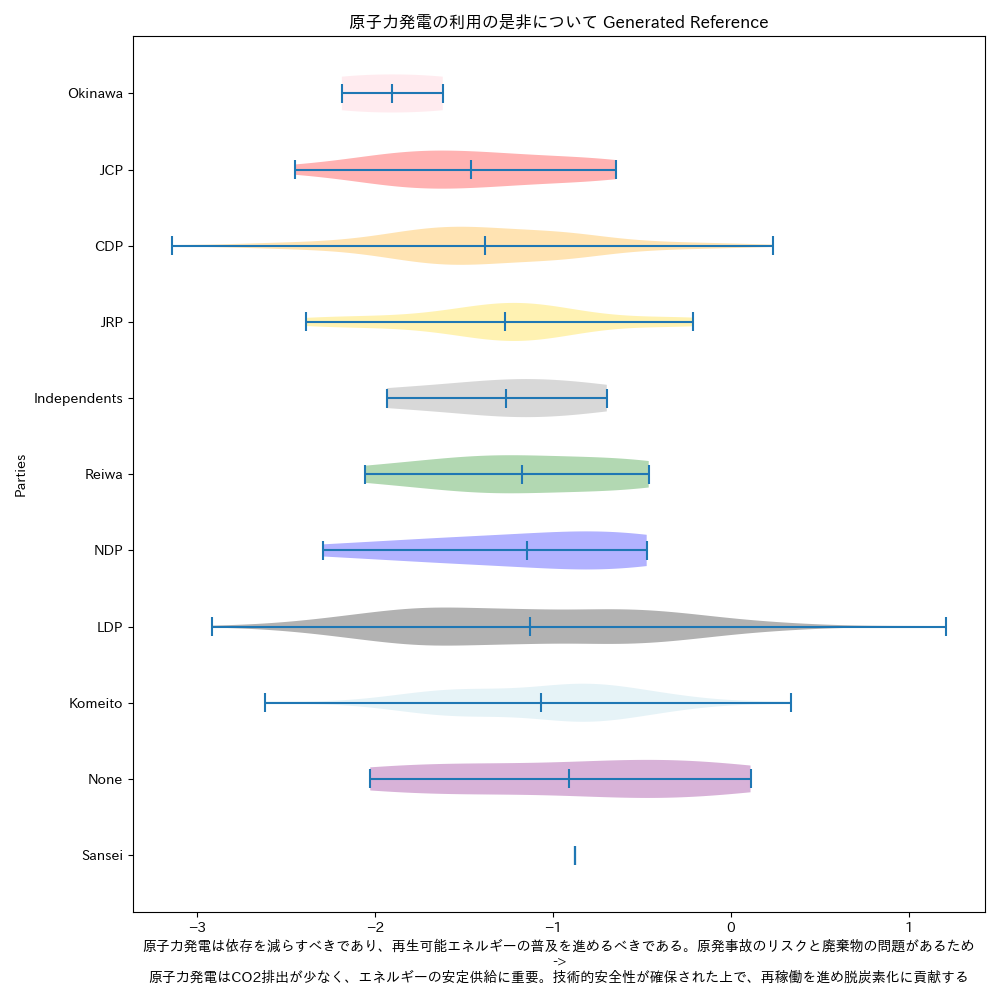 原子力発電の利用の是非について Generated Reference
Okinawa
JCP
CDP
JRP
Independents
Reiwa
NDP
LDP
Komeito
None
Sansei
Parties
−3
−2
−1
0
1
原子力発電は依存を減らすべきであり、再生可能エネルギーの普及を進めるべきである。原発事故のリスクと廃棄物の問題があるため
->
原子力発電はCO2排出が少なく、エネルギーの安定供給に重要。技術的安全性が確保された上で、再稼働を進め脱炭素化に貢献する